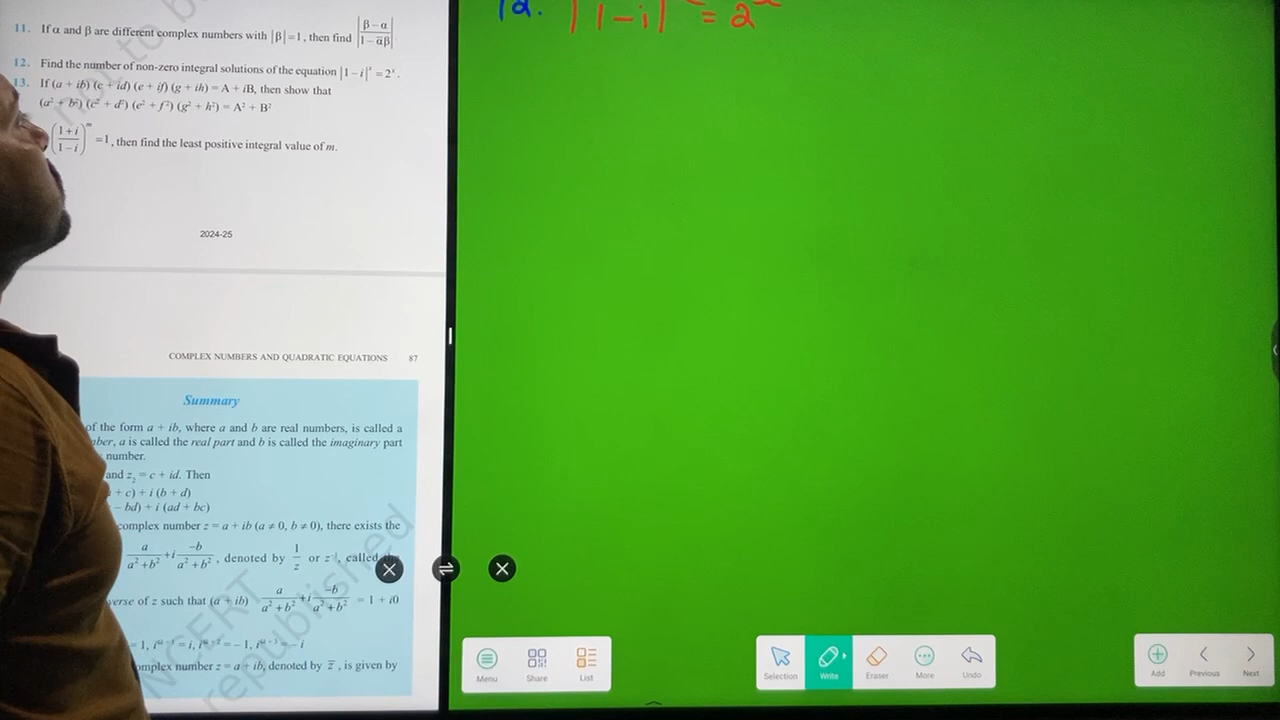 11. If α and β are different complex numbers with |β| = 1, then find |β – α / 1 – ᾱβ|
12. Find the number of non-zero integral solutions of the equation |1 – i|ˣ = 2ˣ.
13. If (a + ib) (c + id) (e + if) (g + ih) = A + iB, then show that
(a² + b²) (c² + d²) (e² + f²) (g² + h²) = A² + B²
(1 + i / 1 – i)ᵐ = 1, then find the least positive integral value of m.
2024-25
COMPLEX NUMBERS AND QUADRATIC EQUATIONS 87
Summary
of the form a + ib, where a and b are real numbers, is called a
a is called the real part and b is called the imaginary part
number.
and z₂ = c + id. Then
+ c) + i (b + d)
– bd) + i (ad + bc)
complex number z = a + ib (a ≠ 0, b ≠ 0), there exists the
a / a² + b² + i –b / a² + b², denoted by 1/z or z⁻¹, called
of z such that (a + ib) a / a² + b² + i –b / a² + b² = 1 + i0
= 1, = i, = – 1, = – i
number z = a + ib, denoted by z̄, is given by
12. |1–i| = 2ˣ
Menu
Share
List
Selection
Write
Eraser
More
Undo
Add
Previous
Next